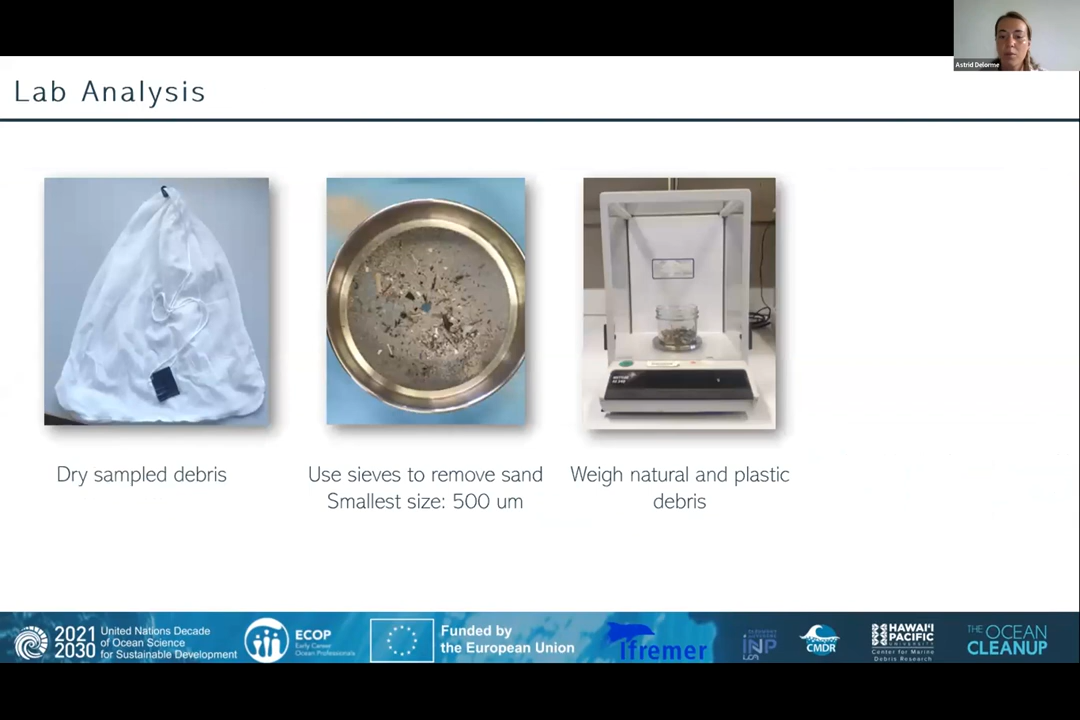 Astrid Delorme
Lab Analysis
Dry sampled debris
Use sieves to remove sand
Smallest size: 500 um
Weigh natural and plastic
debris
2021
2030
United Nations Decade
of Ocean Science
for Sustainable Development
ECOP
Early Career
Ocean Professionals
Funded by
the European Union
Ifremer
INP
CMDR
HAWAI'I
PACIFIC
UNIVERSITY
Center for Marine
Debris Research
THE OCEAN
CLEANUP